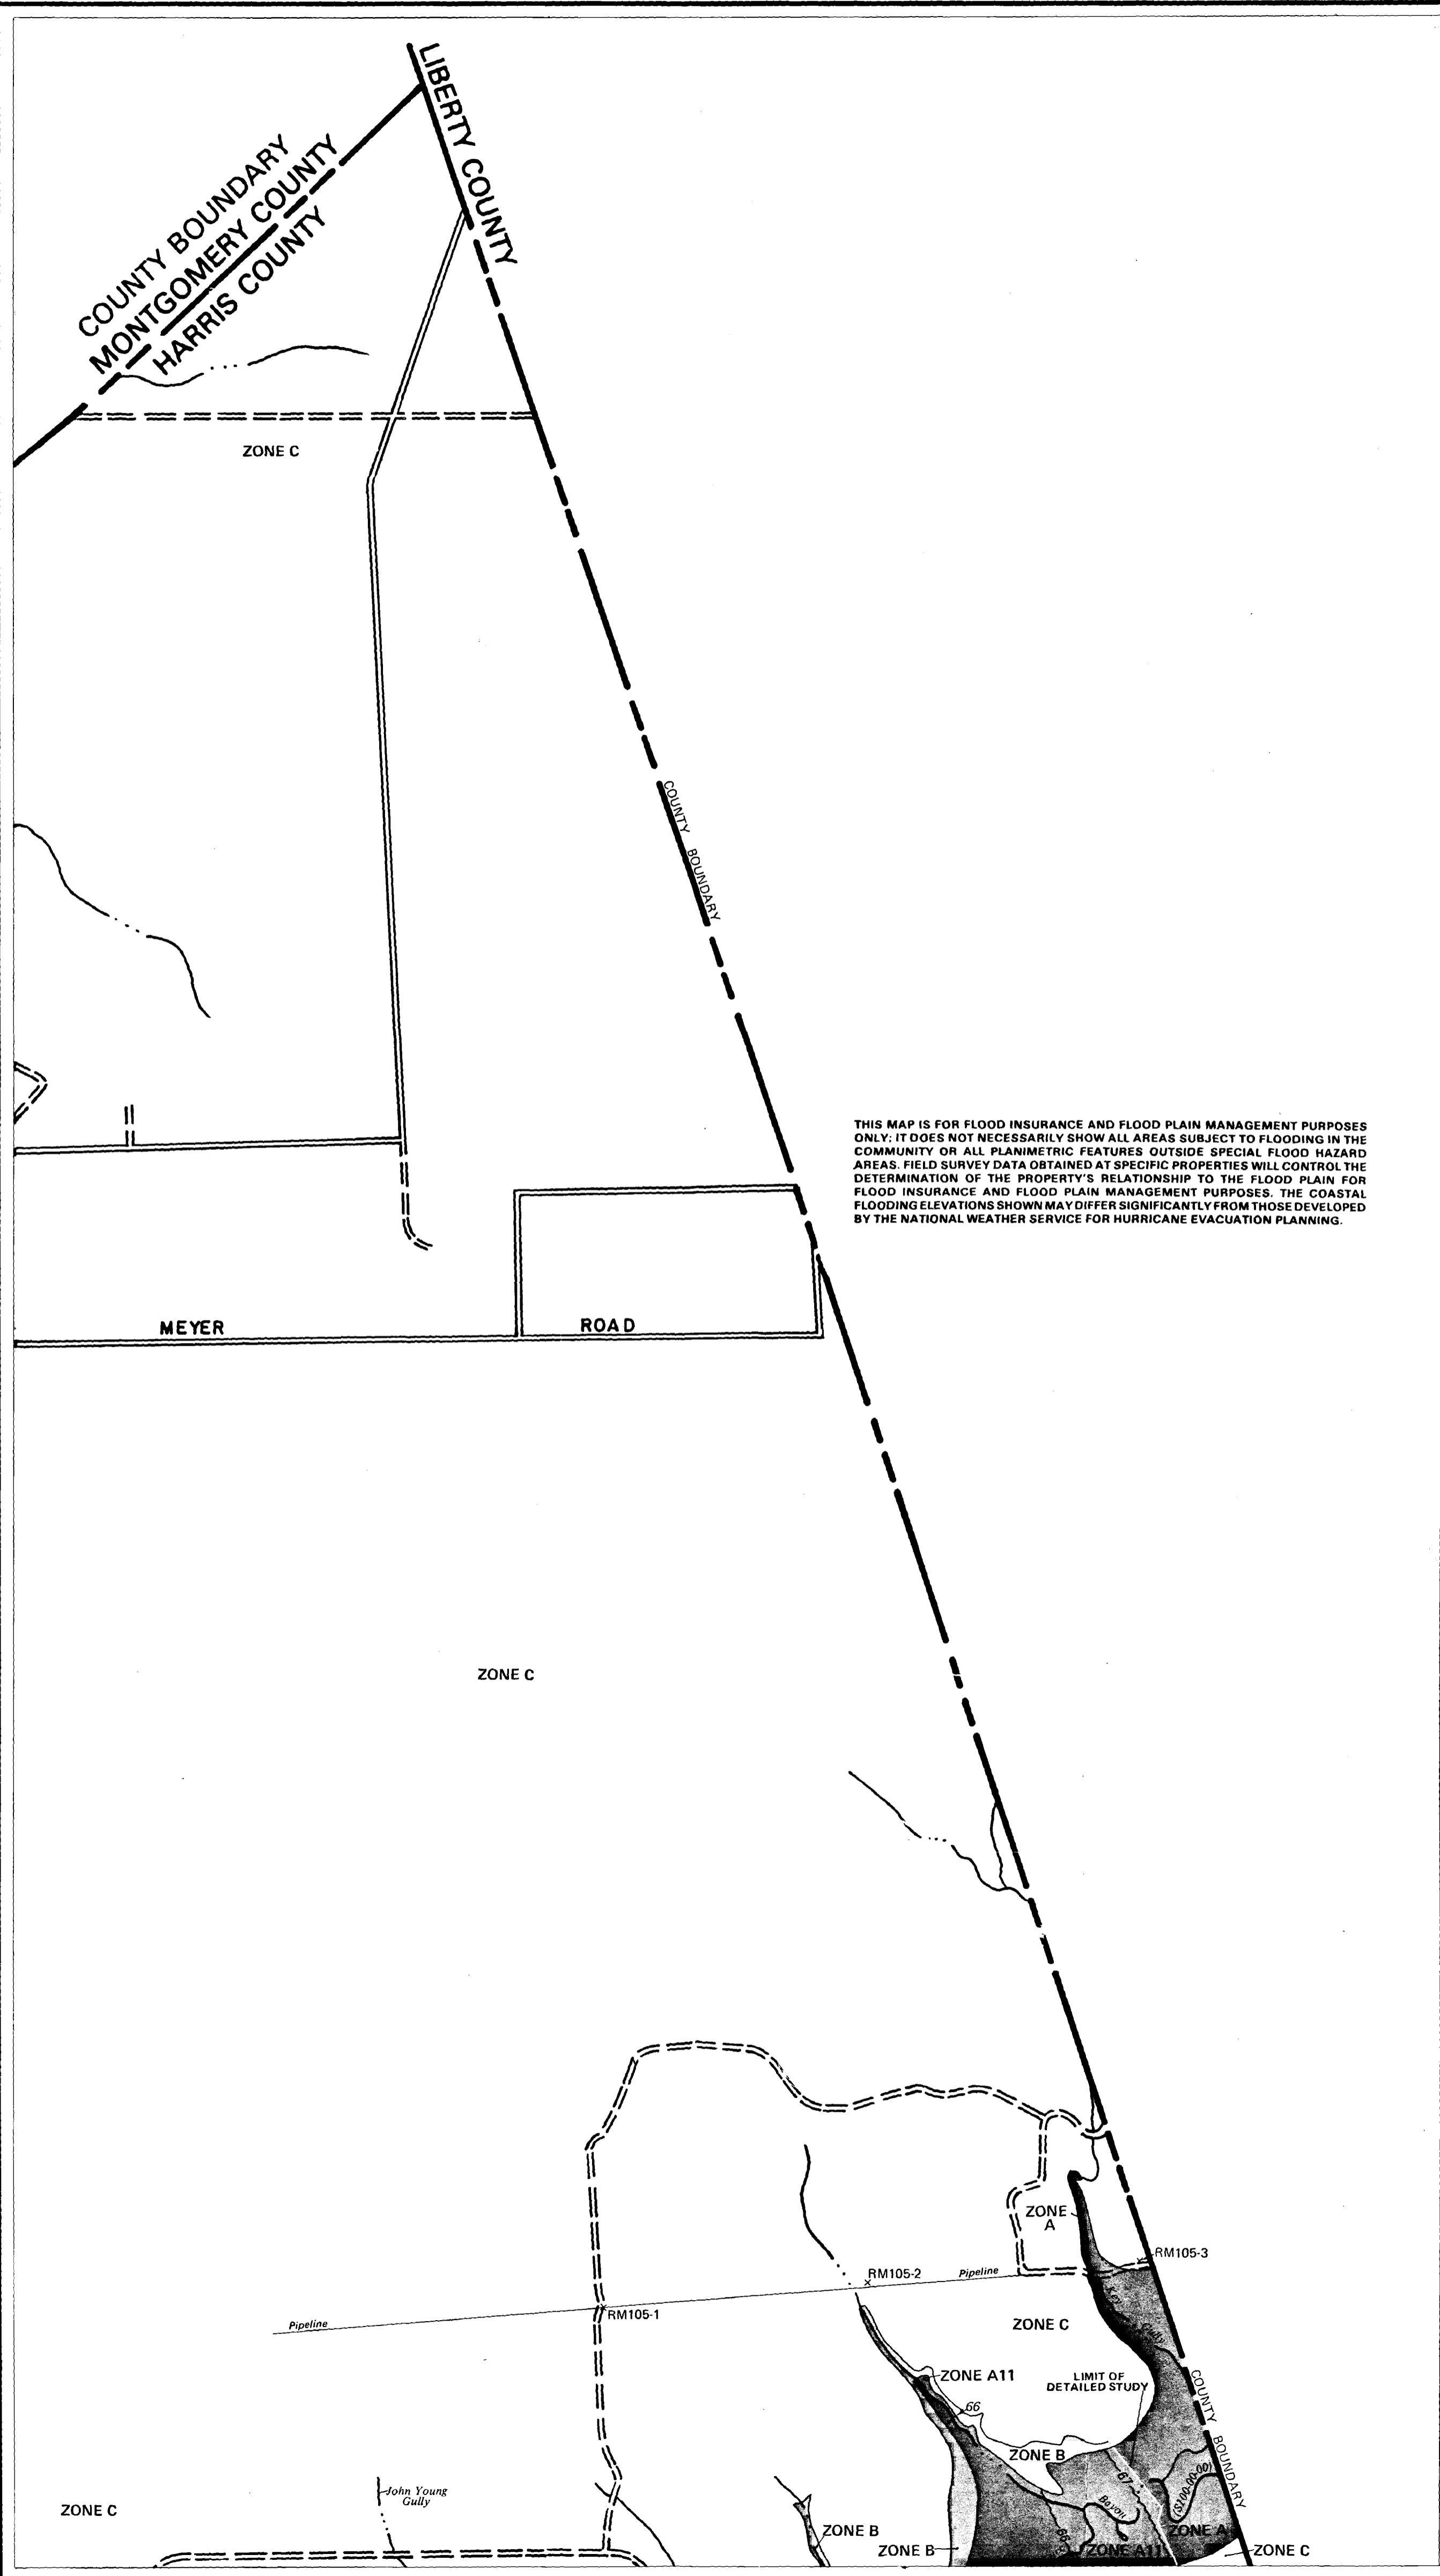 LIBERTY COUNTY
COUNTY BOUNDARY
MONTGOMERY COUNTY
HARRIS COUNTY
ZONE C
COUNTY BOUNDARY
THIS MAP IS FOR FLOOD INSURANCE AND FLOOD PLAIN MANAGEMENT PURPOSES
ONLY; IT DOES NOT NECESSARILY SHOW ALL AREAS SUBJECT TO FLOODING IN THE
COMMUNITY OR ALL PLANIMETRIC FEATURES OUTSIDE SPECIAL FLOOD HAZARD
AREAS. FIELD SURVEY DATA OBTAINED AT SPECIFIC PROPERTIES WILL CONTROL THE
DETERMINATION OF THE PROPERTY'S RELATIONSHIP TO THE FLOOD PLAIN FOR
FLOOD INSURANCE AND FLOOD PLAIN MANAGEMENT PURPOSES. THE COASTAL
FLOODING ELEVATIONS SHOWN MAY DIFFER SIGNIFICANTLY FROM THOSE DEVELOPED
BY THE NATIONAL WEATHER SERVICE FOR HURRICANE EVACUATION PLANNING.
MEYER ROAD
ZONE C
ZONE
A
RM105-3
RM105-2
Pipeline
RM105-1
Pipeline
ZONE C
Gully
ZONE A11
LIMIT OF
DETAILED STUDY
66
COUNTY BOUNDARY
ZONE B
67
(S100-00-00)
Bayou
John Young
Gully
ZONE C
ZONE B
ZONE B
66
ZONE A11
ZONE A
ZONE C